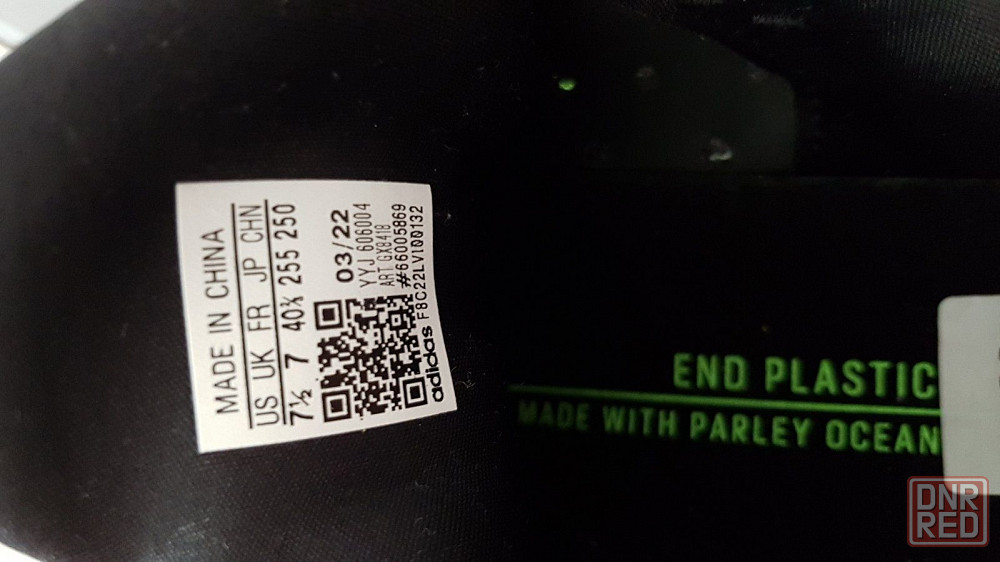 MADE IN CHINA
US UK FR JP CHN
7½ 7 40⅔ 255 250
03/22
YYJ 606004
ART GX8418
#66005869
F8C22LVI00132
adidas
END PLASTIC
MADE WITH PARLEY OCEAN
DNR
RED